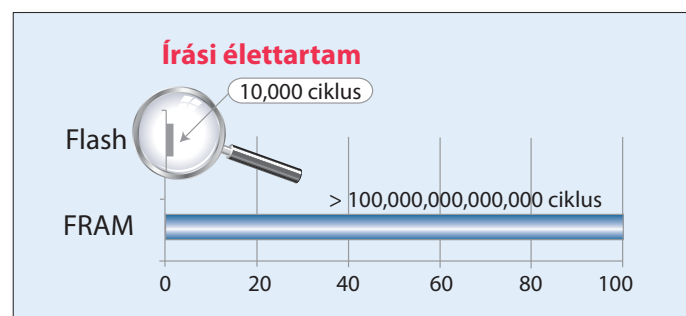 Írási élettartam
10,000 ciklus
Flash
> 100,000,000,000,000 ciklus
FRAM
0 20 40 60 80 100